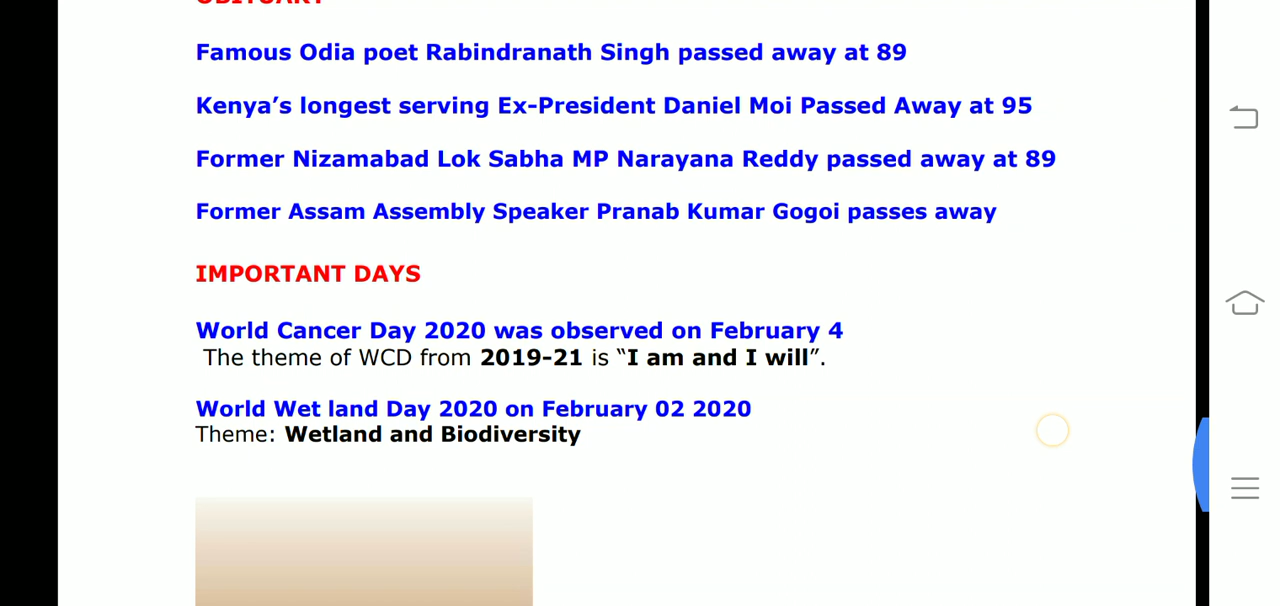 OBITUARY
Famous Odia poet Rabindranath Singh passed away at 89
Kenya’s longest serving Ex-President Daniel Moi Passed Away at 95
Former Nizamabad Lok Sabha MP Narayana Reddy passed away at 89
Former Assam Assembly Speaker Pranab Kumar Gogoi passes away
IMPORTANT DAYS
World Cancer Day 2020 was observed on February 4
The theme of WCD from 2019-21 is “I am and I will”.
World Wet land Day 2020 on February 02 2020
Theme: Wetland and Biodiversity